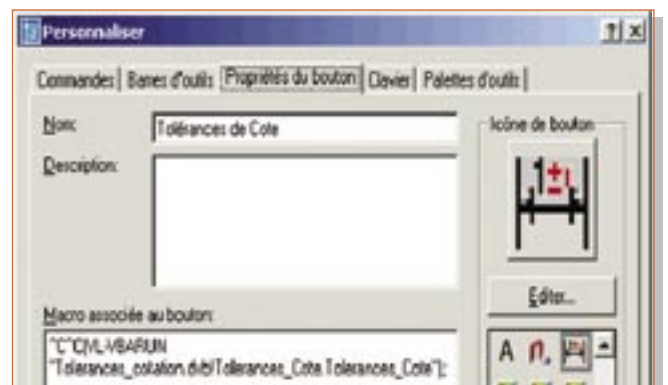 Personnaliser
Commandes Barres d'outils Propriétés du bouton Clavier Palettes d'outils
Nom: Tolérances de Cote
Icône de bouton
Description:
.1±
Éditer...
Macro associée au bouton:
^C^C(VL-VBARUN
"Tolerances_cotation.dvb!Tolerances_Cote.Tolerances_Cote");
A